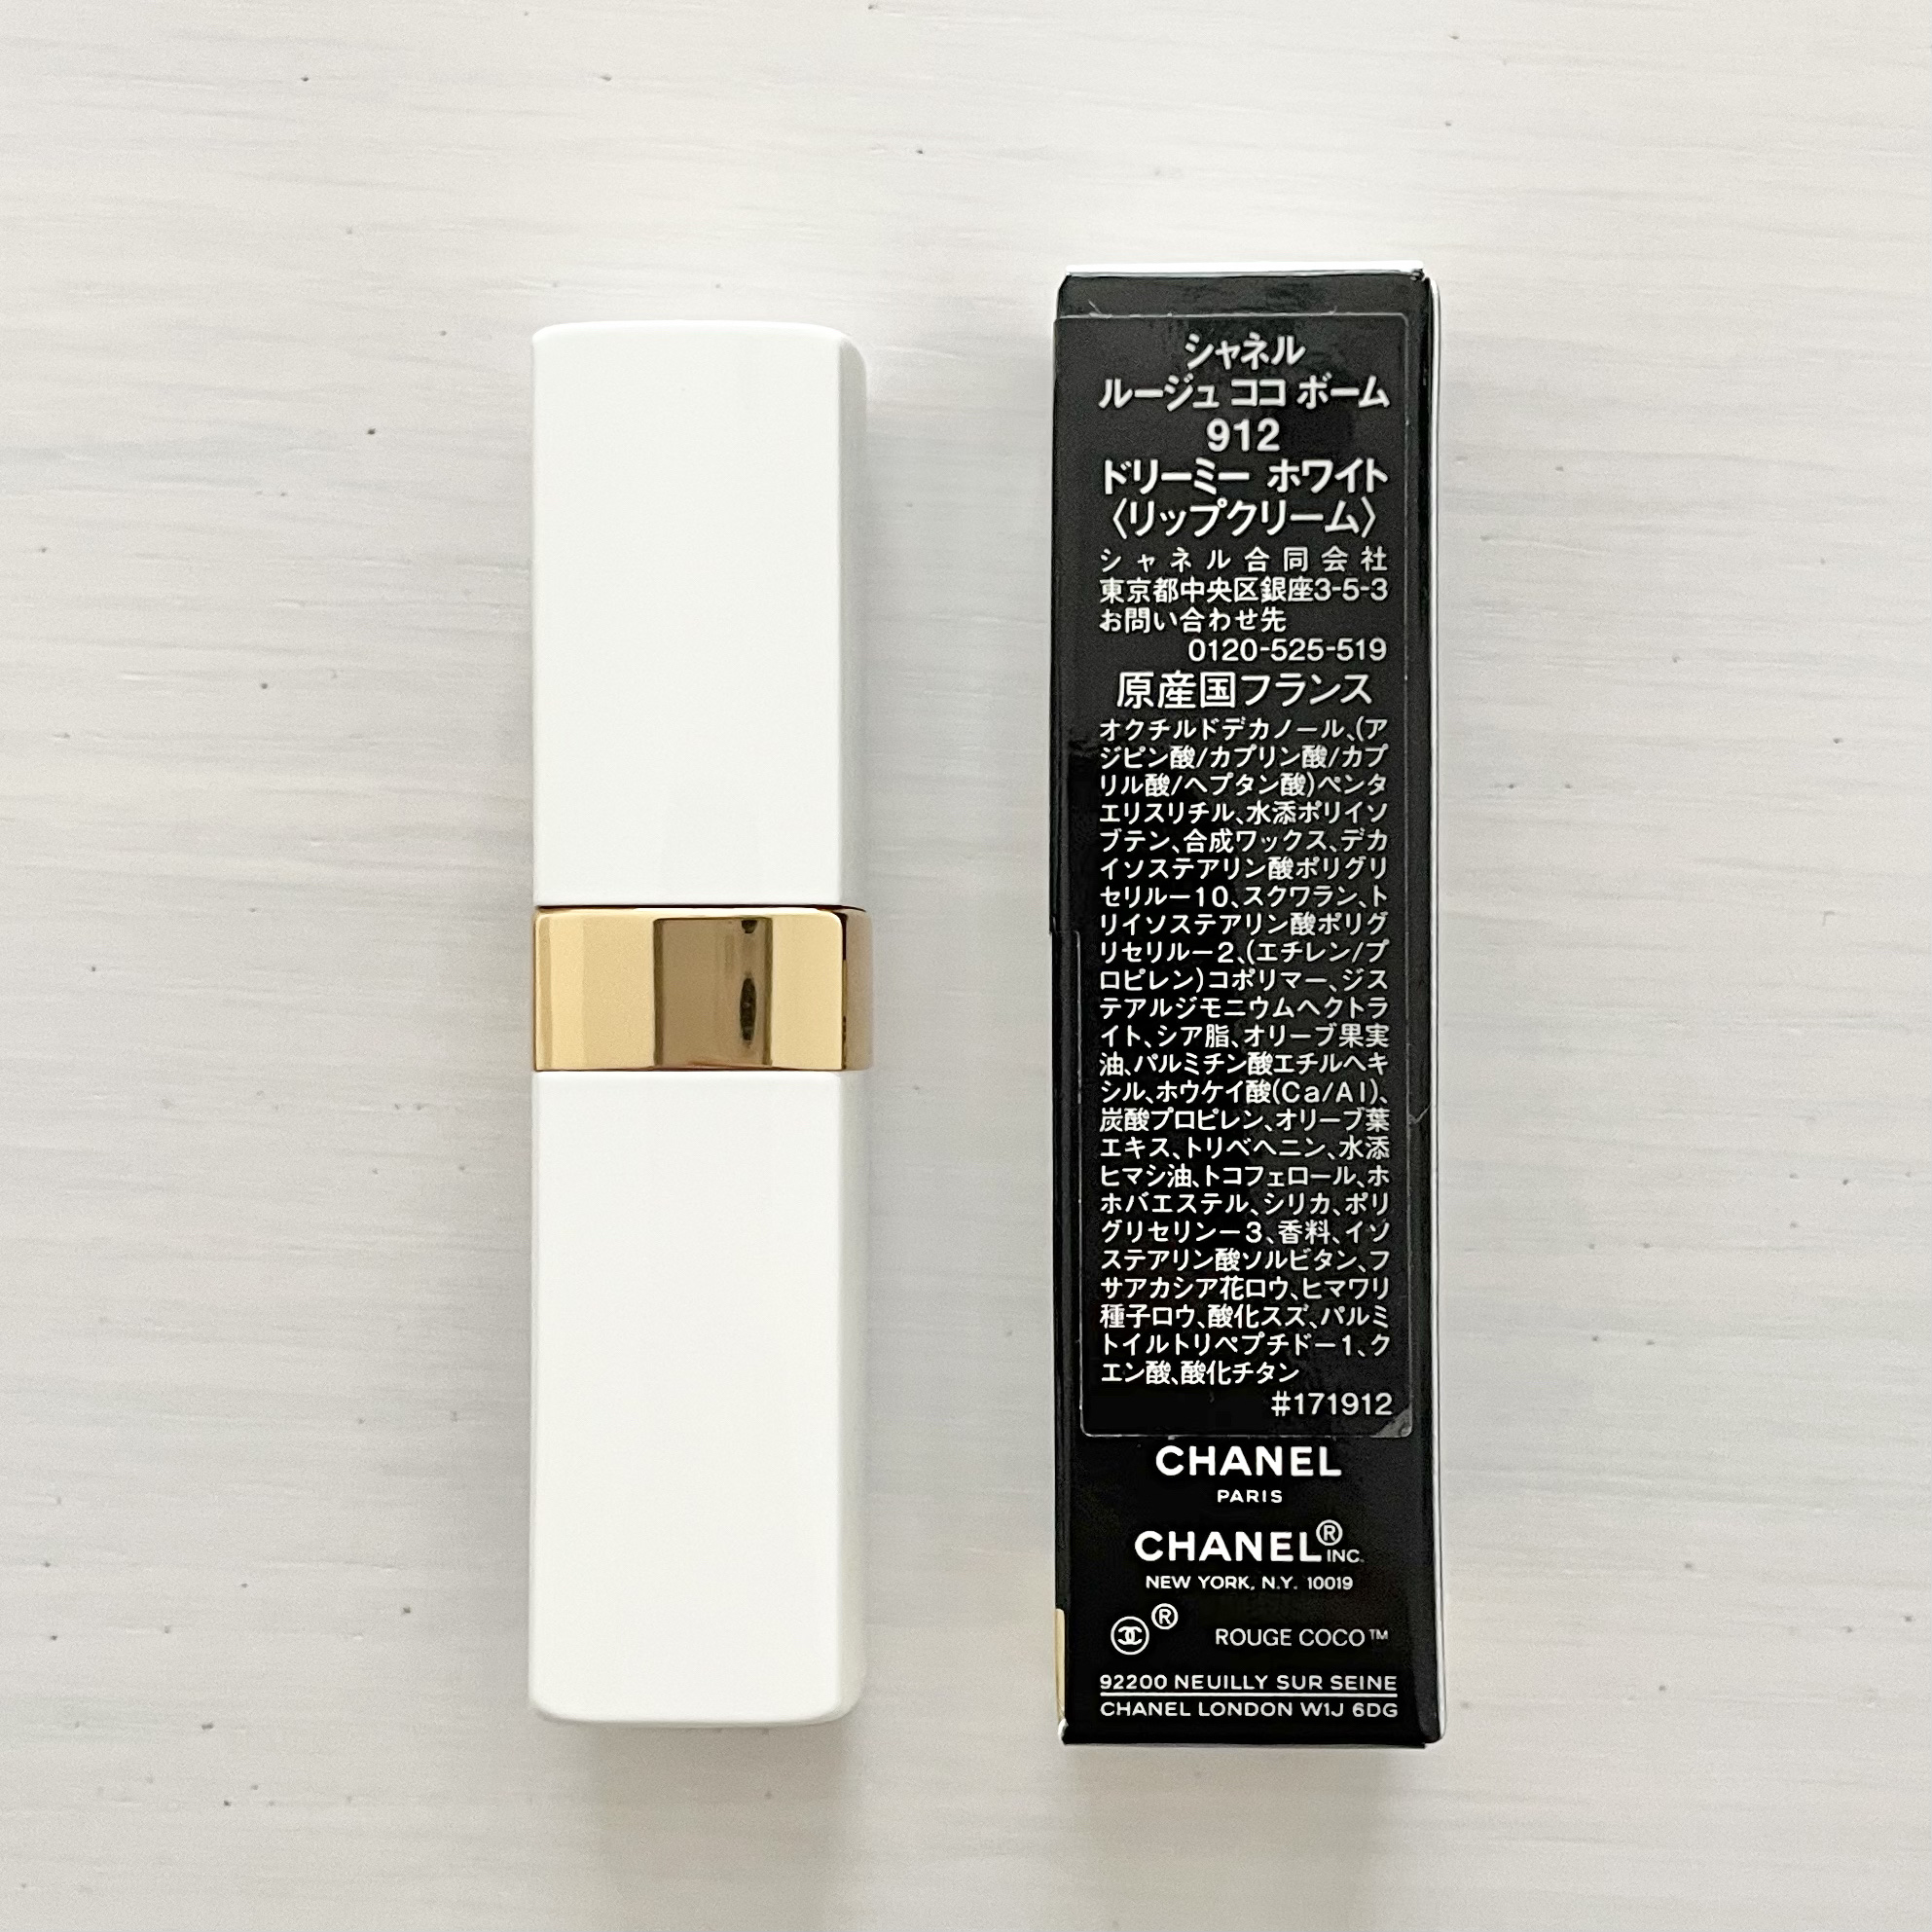 シャネル
ルージュ ココ ボーム
912
ドリーミー ホワイト
〈リップクリーム〉
シャネル合同会社
東京都中央区銀座3-5-3
お問い合わせ先
0120-525-519
原産国フランス
オクチルドデカノール、(ア
ジピン酸/カプリン酸/カプ
リル酸/ヘプタン酸)ペンタ
エリスリチル、水添ポリイソ
ブテン、合成ワックス、デカ
イソステアリン酸ポリグリ
セリル－10、スクワラン、ト
リイソステアリン酸ポリグ
リセリル－2、(エチレン/プ
ロピレン)コポリマー、ジス
テアルジモニウムヘクトラ
イト、シア脂、オリーブ果実
油、パルミチン酸エチルヘキ
シル、ホウケイ酸(Ca/Al)、
炭酸プロピレン、オリーブ葉
エキス、トリベヘニン、水添
ヒマシ油、トコフェロール、ホ
ホバエステル、シリカ、ポリ
グリセリン－3、香料、イソ
ステアリン酸ソルビタン、フ
サアカシア花ロウ、ヒマワリ
種子ロウ、酸化スズ、パルミ
トイルトリペプチド－1、ク
エン酸、酸化チタン
#171912
CHANEL
PARIS
CHANEL® INC.
NEW YORK, N.Y. 10019
® ROUGE COCO™
92200 NEUILLY SUR SEINE
CHANEL LONDON W1J 6DG